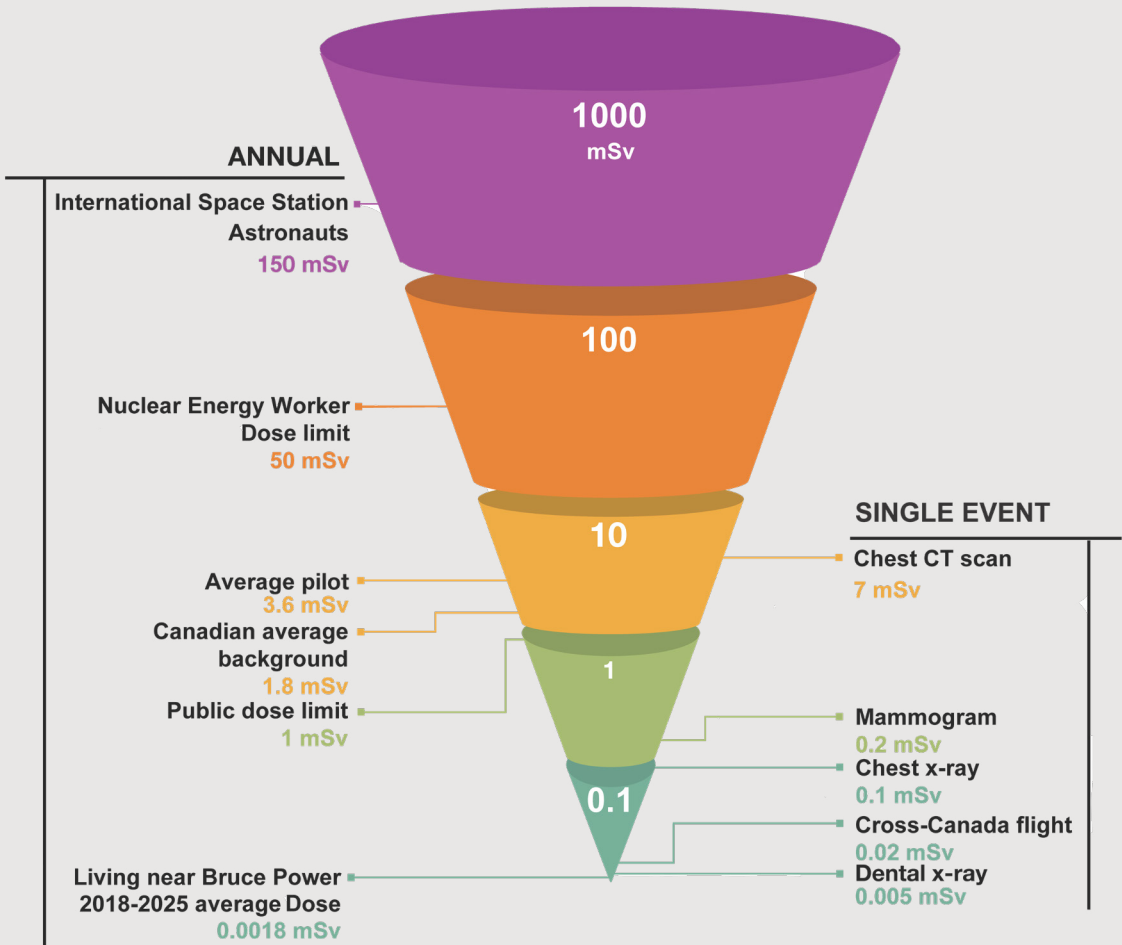 1000
mSv
ANNUAL
International Space Station
Astronauts
150 mSv
100
Nuclear Energy Worker
Dose limit
50 mSv
10
Average pilot
3.6 mSv
Canadian average
background
1.8 mSv
Public dose limit
1 mSv
1
0.1
Living near Bruce Power
2018-2025 average Dose
0.0018 mSv
SINGLE EVENT
Chest CT scan
7 mSv
Mammogram
0.2 mSv
Chest x-ray
0.1 mSv
Cross-Canada flight
0.02 mSv
Dental x-ray
0.005 mSv